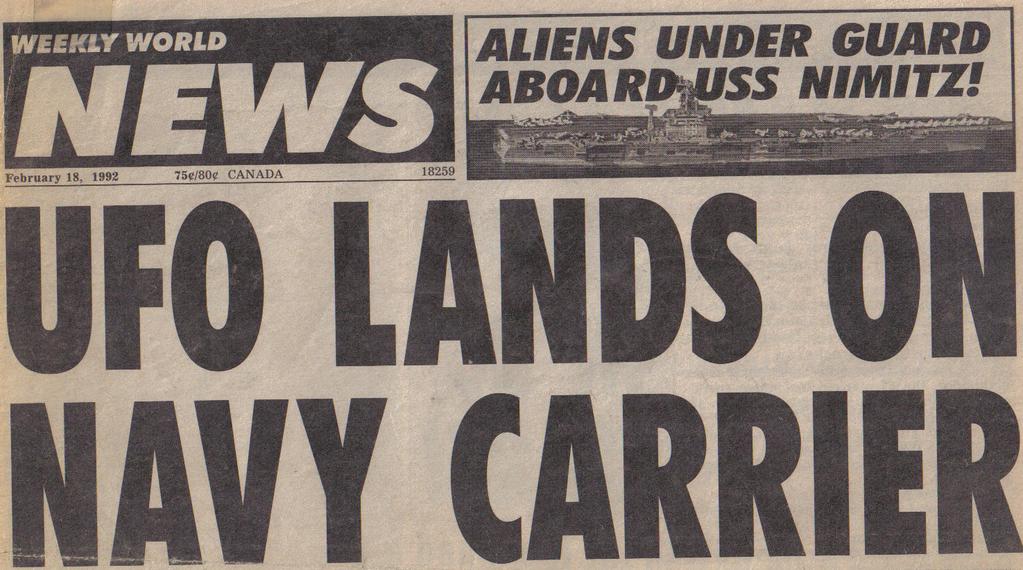 WEEKLY WORLD
NEWS
February 18, 1992 75¢/80¢ CANADA 18259
ALIENS UNDER GUARD
ABOARD USS NIMITZ!
UFO LANDS ON
NAVY CARRIER